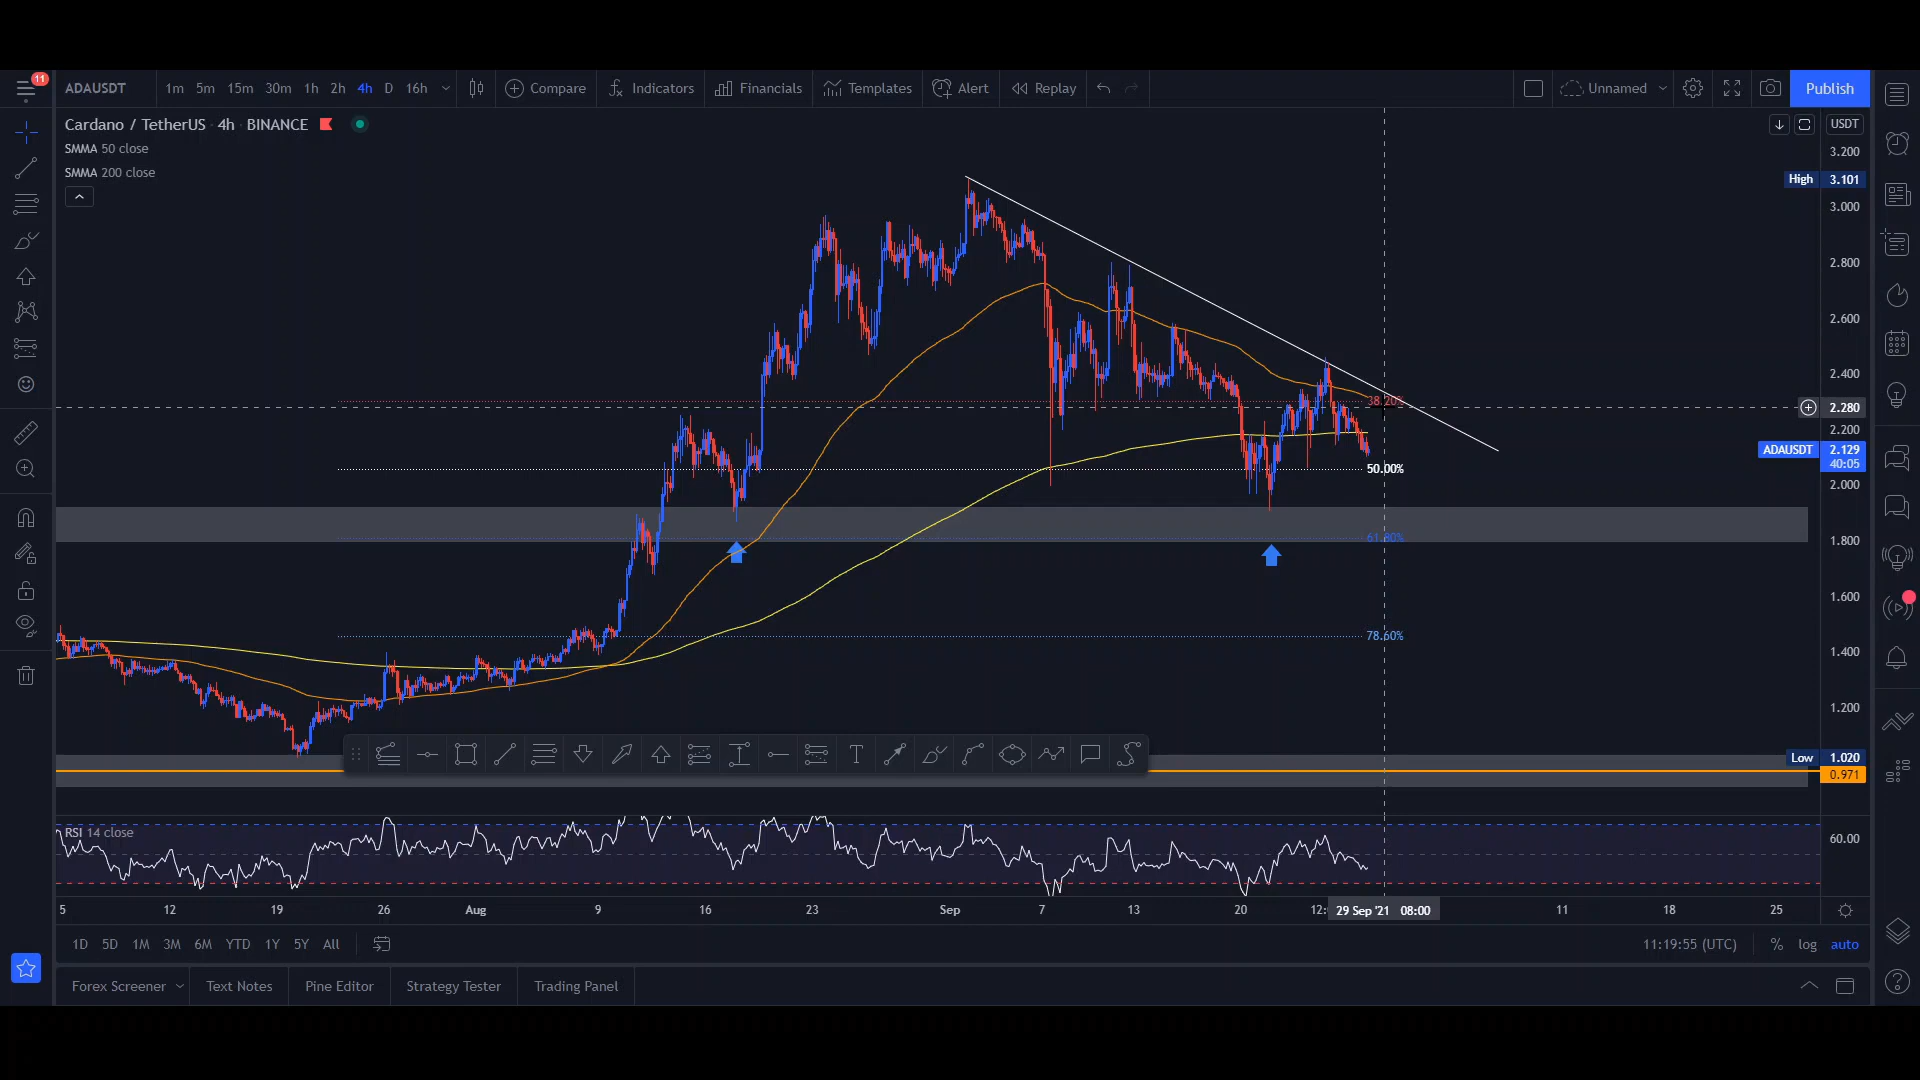 11
ADAUSDT 1m 5m 15m 30m 1h 2h 4h D 16h Compare Indicators Financials Templates Alert Replay Unnamed Publish
Cardano / TetherUS · 4h · BINANCE
SMMA 50 close
SMMA 200 close
USDT
3.200
High 3.101
3.000
2.800
2.600
2.400
38.20%
2.280
2.200
ADAUSDT 2.129
40:05
50.00%
2.000
61.80%
1.800
1.600
78.60%
1.400
1.200
Low 1.020
0.971
RSI 14 close
60.00
5 12 19 26 Aug 9 16 23 Sep 7 13 20 12: 29 Sep '21 08:00 11 18 25
1D 5D 1M 3M 6M YTD 1Y 5Y All 11:19:55 (UTC) % log auto
Forex Screener Text Notes Pine Editor Strategy Tester Trading Panel